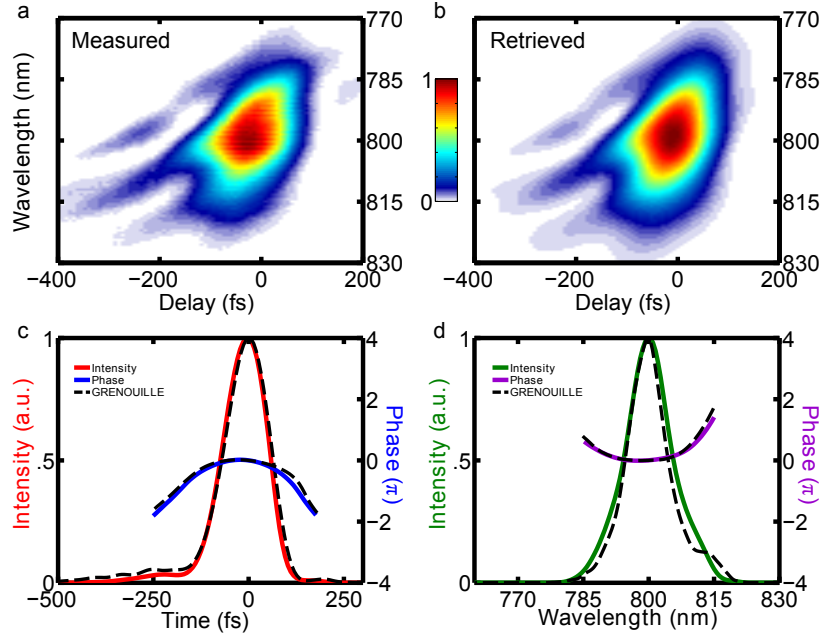 a
Measured
Wavelength (nm)
−400
−200
0
200
Delay (fs)
770
785
800
815
830
1
0
b
Retrieved
−400
−200
0
200
Delay (fs)
770
785
800
815
830
c
Intensity (a.u.)
1
.5
0
Intensity
Phase
GRENOUILLE
4
2
0
−2
−4
Phase (π)
−500
−250
0
250
Time (fs)
d
Intensity (a.u.)
1
.5
0
Intensity
Phase
GRENOUILLE
4
2
0
−2
−4
Phase (π)
770
785
800
815
830
Wavelength (nm)